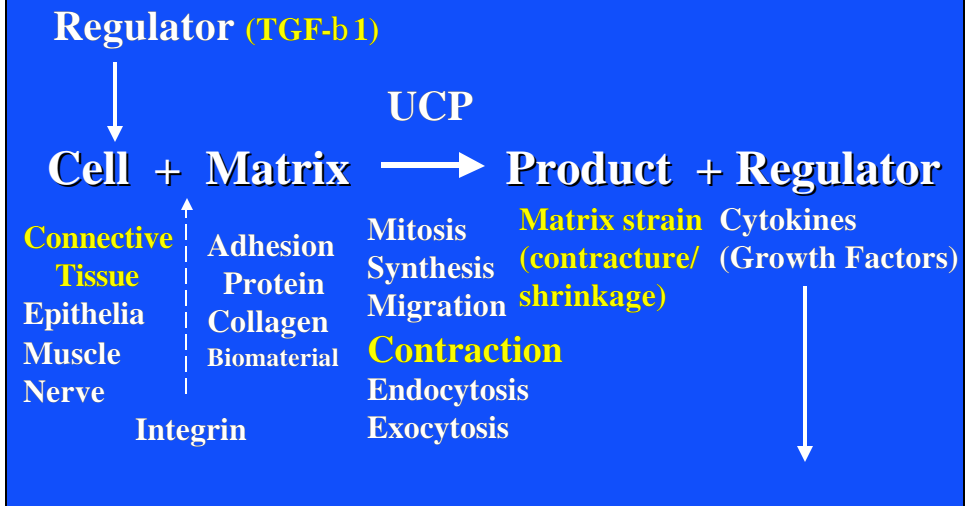 Regulator (TGF-b1)
UCP
Cell + Matrix Product + Regulator
Connective
Tissue
Epithelia
Muscle
Nerve
Integrin
Adhesion
Protein
Collagen
Biomaterial
Mitosis
Synthesis
Migration
Contraction
Endocytosis
Exocytosis
Matrix strain
(contracture/
shrinkage)
Cytokines
(Growth Factors)